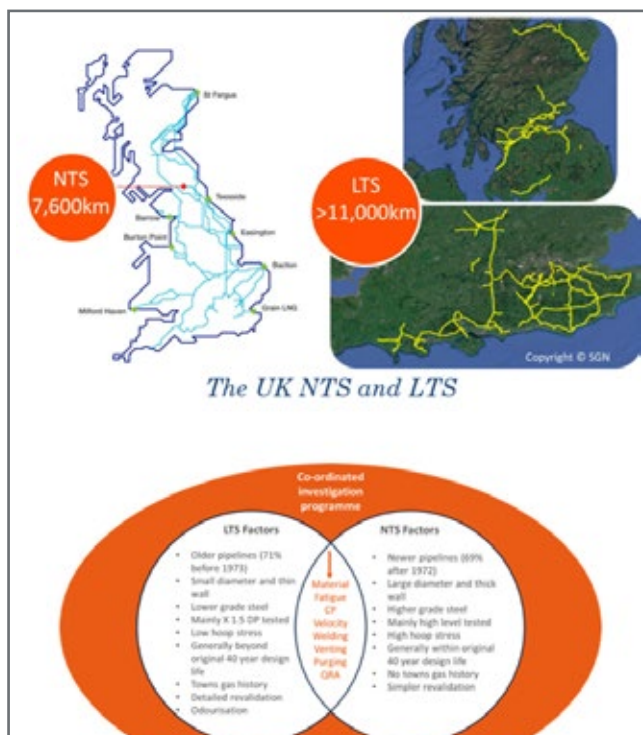 St Fergus
NTS
7,600km
Teesside
Barrow
Burton Point
Easington
Bacton
Milford Haven
Grain LNG
LTS
>11,000km
Copyright © SGN
The UK NTS and LTS
Co-ordinated
investigation
programme
LTS Factors
• Older pipelines (71%
before 1973)
• Small diameter and thin
wall
• Lower grade steel
• Mainly X 1.5 DP tested
• Low hoop stress
• Generally beyond
original 40 year design
life
• Towns gas history
• Detailed revalidation
• Odourisation
Material
Fatigue
CP
Velocity
Welding
Venting
Purging
QRA
NTS Factors
• Newer pipelines (69%
after 1972)
• Large diameter and thick
wall
• Higher grade steel
• Mainly high level tested
• High hoop stress
• Generally within original
40 year design life
• No towns gas history
• Simpler revalidation